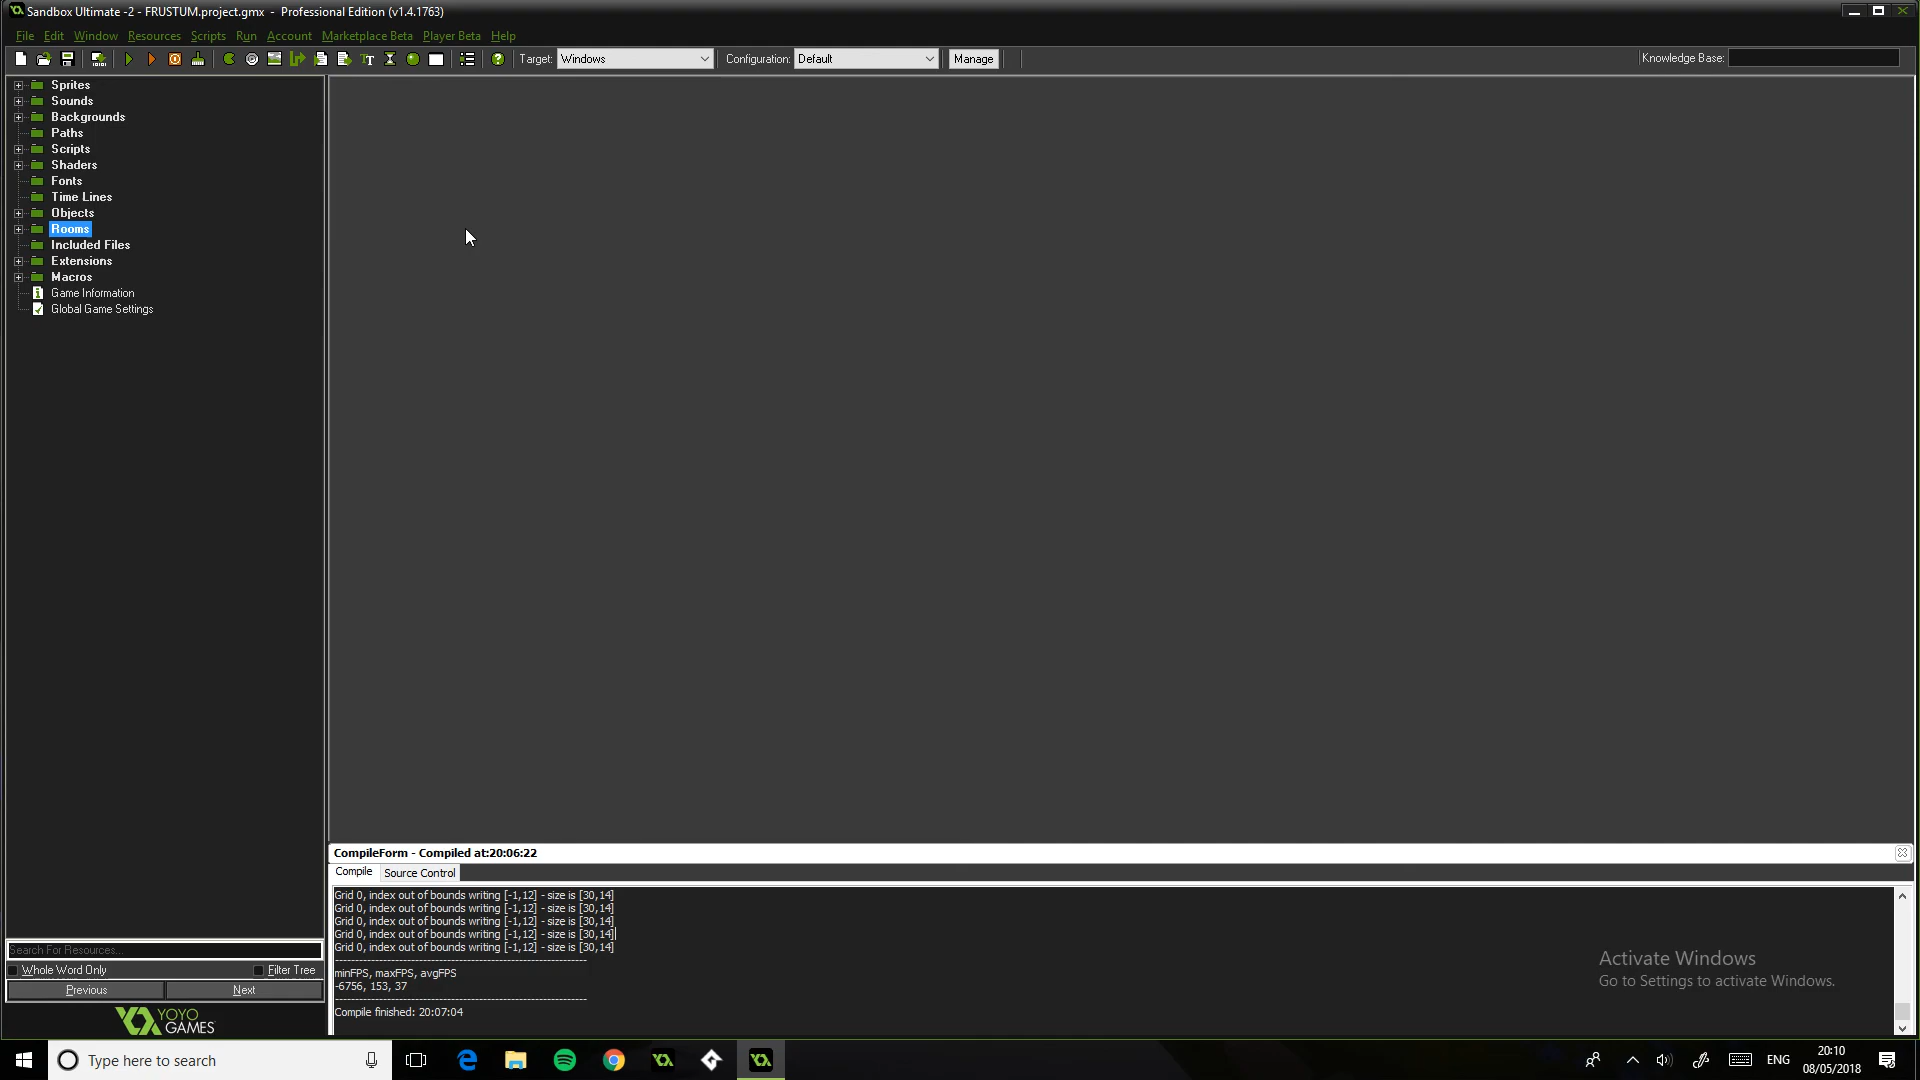 Sandbox Ultimate -2 - FRUSTUM.project.gmx - Professional Edition (v1.4.1763)
File Edit Window Resources Scripts Run Account Marketplace Beta Player Beta Help
Target: Windows Configuration: Default Manage Knowledge Base:
Sprites
Sounds
Backgrounds
Paths
Scripts
Shaders
Fonts
Time Lines
Objects
Rooms
Included Files
Extensions
Macros
Game Information
Global Game Settings
CompileForm - Compiled at:20:06:22
Compile Source Control
Grid 0, index out of bounds writing [-1,12] - size is [30,14]
Grid 0, index out of bounds writing [-1,12] - size is [30,14]
Grid 0, index out of bounds writing [-1,12] - size is [30,14]
Grid 0, index out of bounds writing [-1,12] - size is [30,14]
Grid 0, index out of bounds writing [-1,12] - size is [30,14]
minFPS, maxFPS, avgFPS
-6756, 153, 37
Compile finished: 20:07:04
Search For Resources...
Whole Word Only Filter Tree
Previous Next
YOYO
GAMES
Activate Windows
Go to Settings to activate Windows.
Type here to search
ENG
20:10
08/05/2018